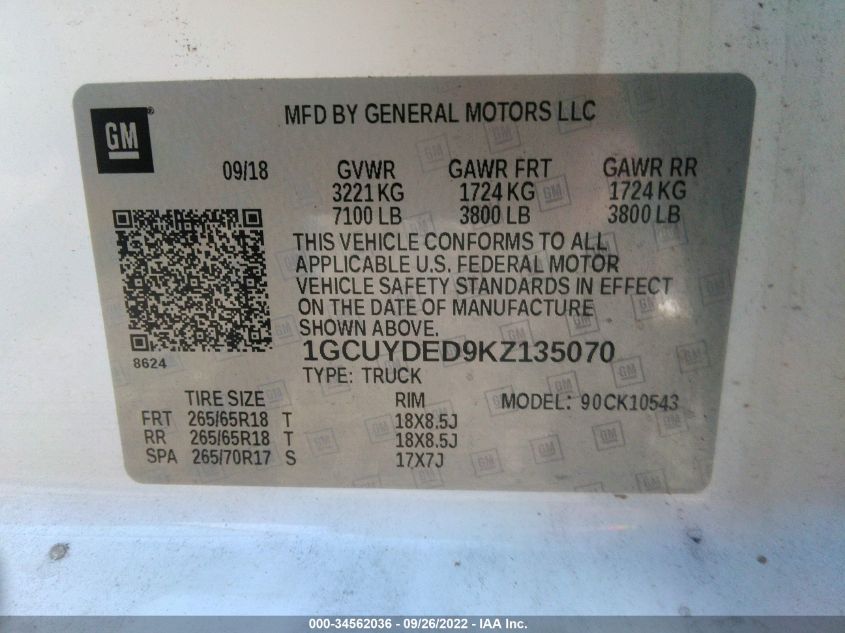 GM®
MFD BY GENERAL MOTORS LLC
09/18 GVWR GAWR FRT GAWR RR
3221 KG 1724 KG 1724 KG
7100 LB 3800 LB 3800 LB
THIS VEHICLE CONFORMS TO ALL
APPLICABLE U.S. FEDERAL MOTOR
VEHICLE SAFETY STANDARDS IN EFFECT
ON THE DATE OF MANUFACTURE
SHOWN ABOVE.
8624
1GCUYDED9KZ135070
TYPE: TRUCK
TIRE SIZE RIM MODEL: 90CK10543
FRT 265/65R18 T 18X8.5J
RR 265/65R18 T 18X8.5J
SPA 265/70R17 S 17X7J
000-34562036 - 09/26/2022 - IAA Inc.